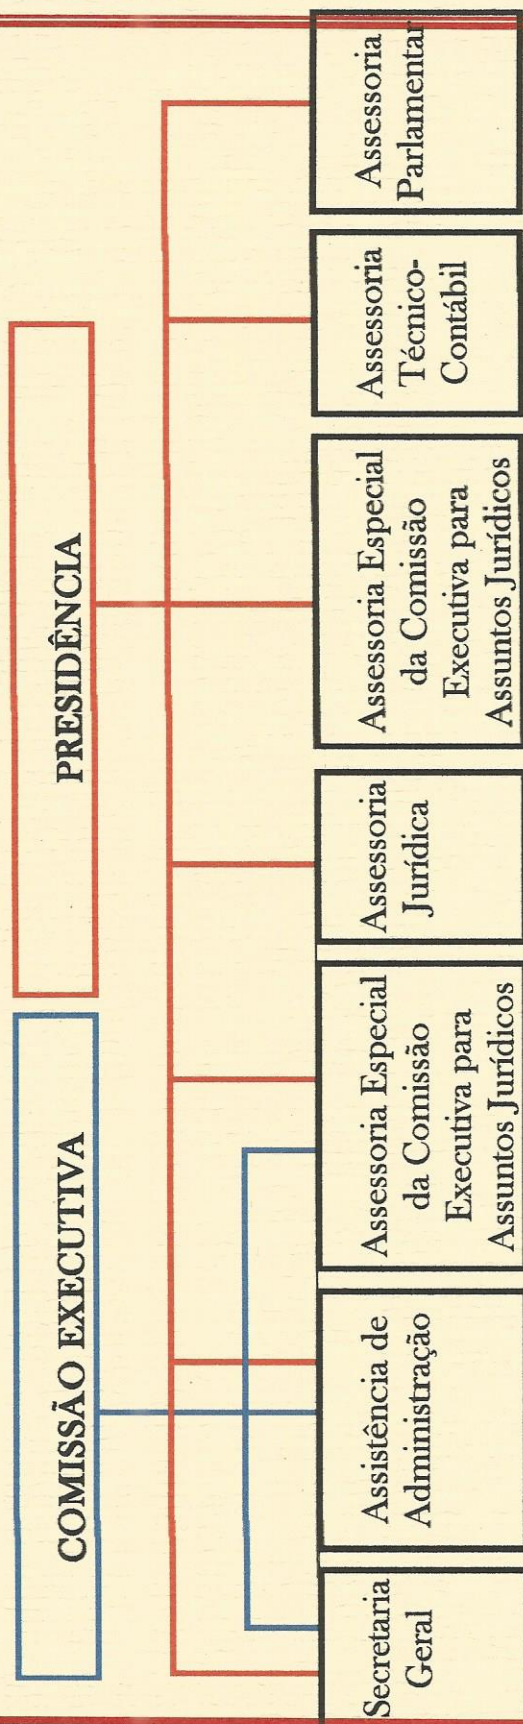 COMISSÃO EXECUTIVA
PRESIDÊNCIA
Secretaria
Geral
Assistência de
Administração
Assessoria Especial
da Comissão
Executiva para
Assuntos Jurídicos
Assessoria
Jurídica
Assessoria Especial
da Comissão
Executiva para
Assuntos Jurídicos
Assessoria
Técnico-
Contábil
Assessoria
Parlamentar